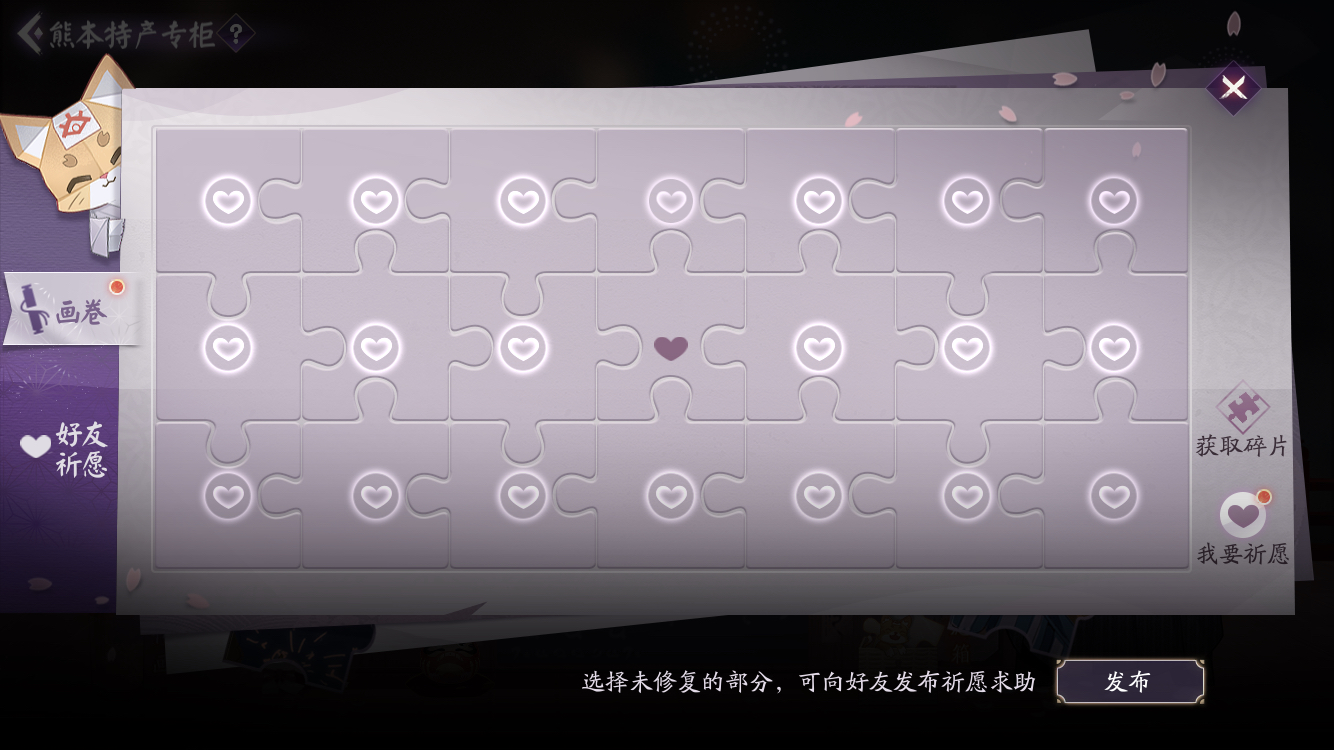 熊本特产专柜
?
画卷
好友
祈愿
获取碎片
我要祈愿
选择未修复的部分，可向好友发布祈愿求助
发布